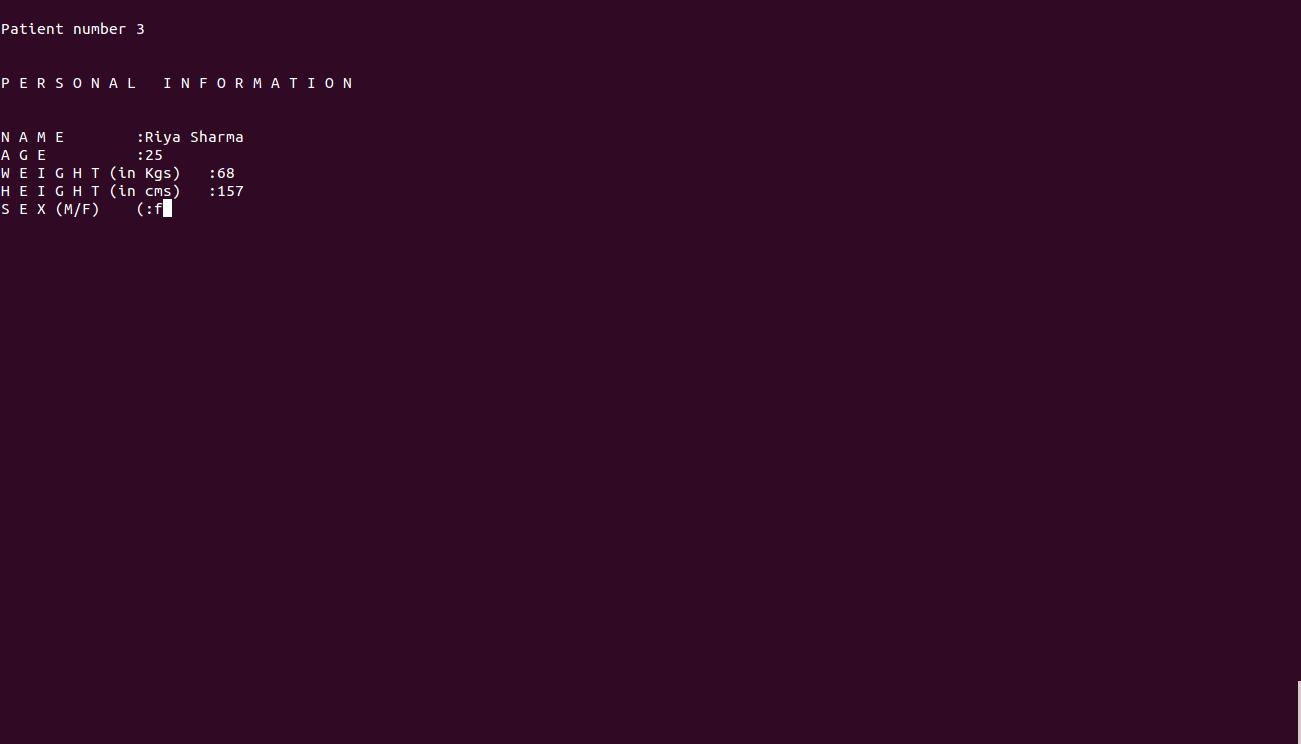 Patient number 3
P E R S O N A L   I N F O R M A T I O N
N A M E        :Riya Sharma
A G E          :25
W E I G H T (in Kgs)   :68
H E I G H T (in cms)   :157
S E X (M/F)    (:f